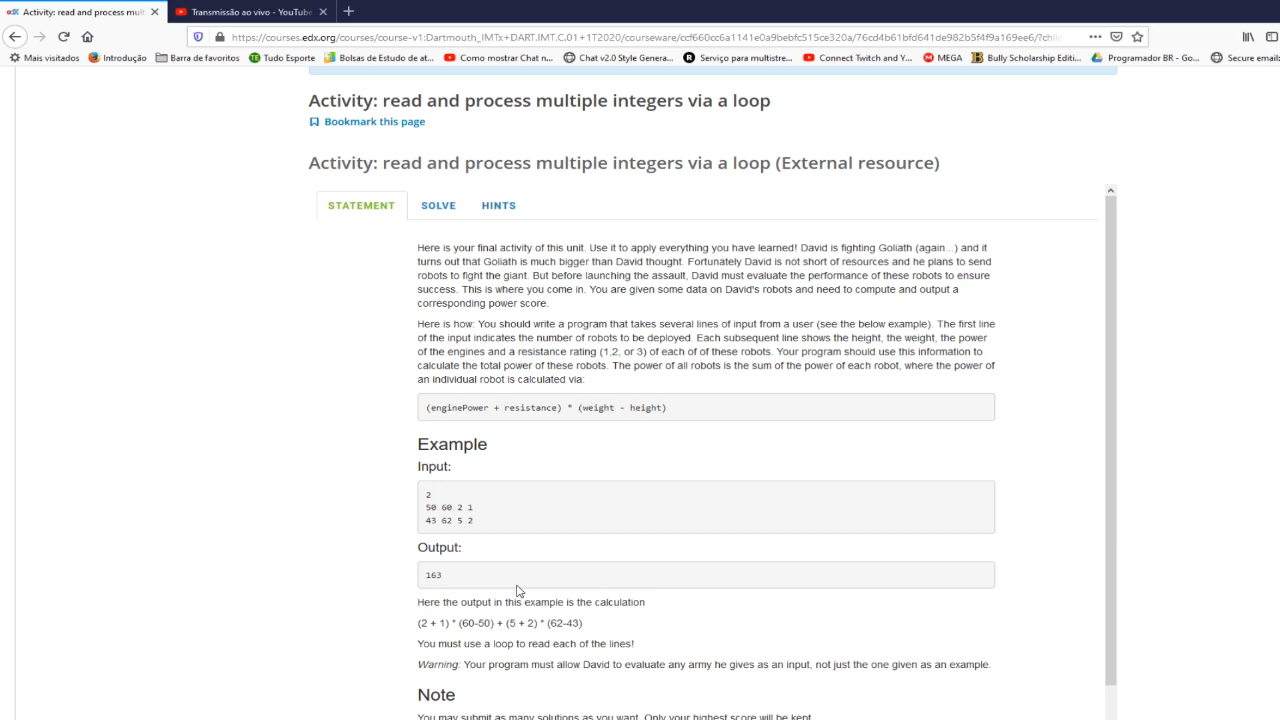 Activity: read and process mult
Transmissão ao vivo - YouTube
https://courses.edx.org/courses/course-v1:Dartmouth_IMTx+DART.IMT.C.01+1T2020/courseware/ccf660cc6a1141e0a9bebfc515ce320a/76cd4b61bfd641de982b5f4f9a169ee6/?chil
Mais visitados Introdução Barra de favoritos Tudo Esporte Bolsas de Estudo de at... Como mostrar Chat n... Chat v2.0 Style Genera... Serviço para multistre... Connect Twitch and Y... MEGA Bully Scholarship Editi... Programador BR - Go... Secure email:
Activity: read and process multiple integers via a loop
Bookmark this page
Activity: read and process multiple integers via a loop (External resource)
STATEMENT SOLVE HINTS
Here is your final activity of this unit. Use it to apply everything you have learned! David is fighting Goliath (again...) and it
turns out that Goliath is much bigger than David thought. Fortunately David is not short of resources and he plans to send
robots to fight the giant. But before launching the assault, David must evaluate the performance of these robots to ensure
success. This is where you come in. You are given some data on David's robots and need to compute and output a
corresponding power score.
Here is how: You should write a program that takes several lines of input from a user (see the below example). The first line
of the input indicates the number of robots to be deployed. Each subsequent line shows the height, the weight, the power
of the engines and a resistance rating (1,2, or 3) of each of of these robots. Your program should use this information to
calculate the total power of these robots. The power of all robots is the sum of the power of each robot, where the power of
an individual robot is calculated via:
(enginePower + resistance) * (weight - height)
Example
Input:
2
50 60 2 1
43 62 5 2
Output:
163
Here the output in this example is the calculation
(2 + 1) * (60-50) + (5 + 2) * (62-43)
You must use a loop to read each of the lines!
Warning: Your program must allow David to evaluate any army he gives as an input, not just the one given as an example.
Note
You may submit as many solutions as you want. Only your highest score will be kept.